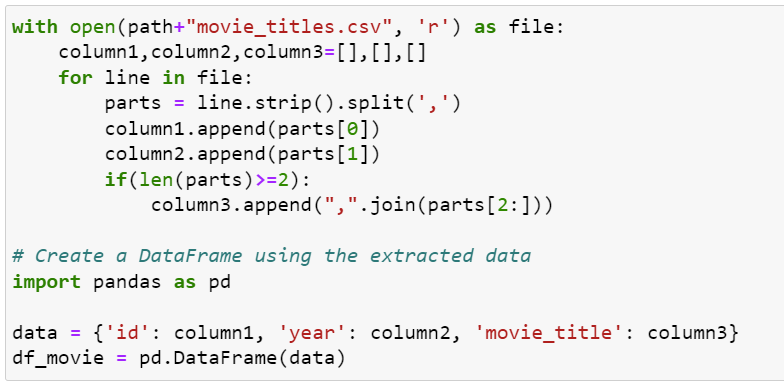 with open(path+"movie_titles.csv", 'r') as file:
    column1,column2,column3=[],[],[]
    for line in file:
        parts = line.strip().split(',')
        column1.append(parts[0])
        column2.append(parts[1])
        if(len(parts)>=2):
            column3.append(",".join(parts[2:]))

# Create a DataFrame using the extracted data
import pandas as pd

data = {'id': column1, 'year': column2, 'movie_title': column3}
df_movie = pd.DataFrame(data)